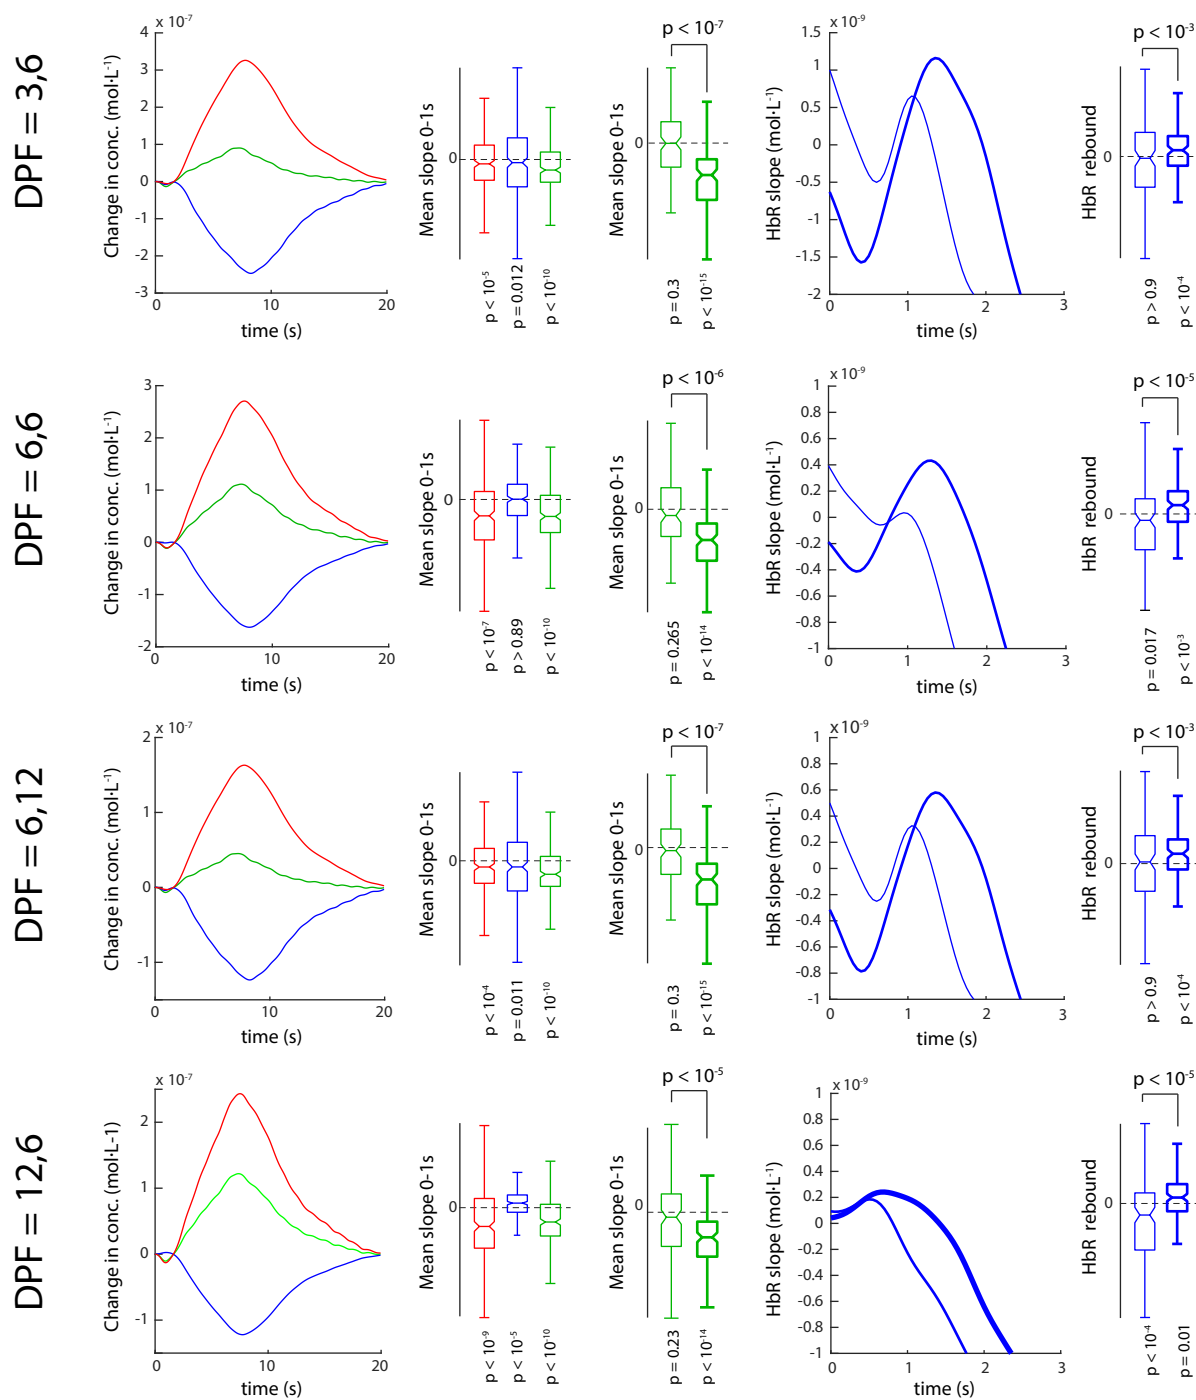 DPF = 3,6
x 10⁻⁷
Change in conc. (mol·L⁻¹)
4
3
2
1
0
-1
-2
-3
0
10
20
time (s)
Mean slope 0-1s
0
p < 10⁻⁵
p = 0.012
p < 10⁻¹⁰
Mean slope 0-1s
p < 10⁻⁷
0
p = 0.3
p < 10⁻¹⁵
x 10⁻⁹
HbR slope (mol·L⁻¹)
1.5
1
0.5
0
-0.5
-1
-1.5
-2
0
1
2
3
time (s)
HbR rebound
p < 10⁻³
0
p > 0.9
p < 10⁻⁴
DPF = 6,6
Change in conc. (mol·L⁻¹)
3
2
1
0
-1
-2
0
10
20
time (s)
Mean slope 0-1s
0
p < 10⁻⁷
p > 0.89
p < 10⁻¹⁰
Mean slope 0-1s
p < 10⁻⁶
0
p = 0.265
p < 10⁻¹⁴
x 10⁻⁹
HbR slope (mol·L⁻¹)
1
0.8
0.6
0.4
0.2
0
-0.2
-0.4
-0.6
-0.8
-1
0
1
2
3
time (s)
HbR rebound
p < 10⁻⁵
0
p = 0.017
p < 10⁻³
DPF = 6,12
x 10⁻⁷
Change in conc. (mol·L⁻¹)
2
1
0
-1
0
10
20
time (s)
Mean slope 0-1s
0
p < 10⁻⁴
p = 0.011
p < 10⁻¹⁰
Mean slope 0-1s
p < 10⁻⁷
0
p = 0.3
p < 10⁻¹⁵
x 10⁻⁹
HbR slope (mol·L⁻¹)
1
0.8
0.6
0.4
0.2
0
-0.2
-0.4
-0.6
-0.8
-1
0
1
2
3
time (s)
HbR rebound
p < 10⁻³
0
p > 0.9
p < 10⁻⁴
DPF = 12,6
x 10⁻⁷
Change in conc. (mol·L-1)
2
1
0
-1
0
10
20
time (s)
Mean slope 0-1s
0
p < 10⁻⁹
p < 10⁻⁵
p < 10⁻¹⁰
Mean slope 0-1s
p < 10⁻⁵
0
p = 0.23
p < 10⁻¹⁴
x 10⁻⁹
HbR slope (mol·L⁻¹)
1
0.8
0.6
0.4
0.2
0
-0.2
-0.4
-0.6
-0.8
-1
0
1
2
3
time (s)
HbR rebound
p < 10⁻⁵
0
p < 10⁻⁴
p = 0.01